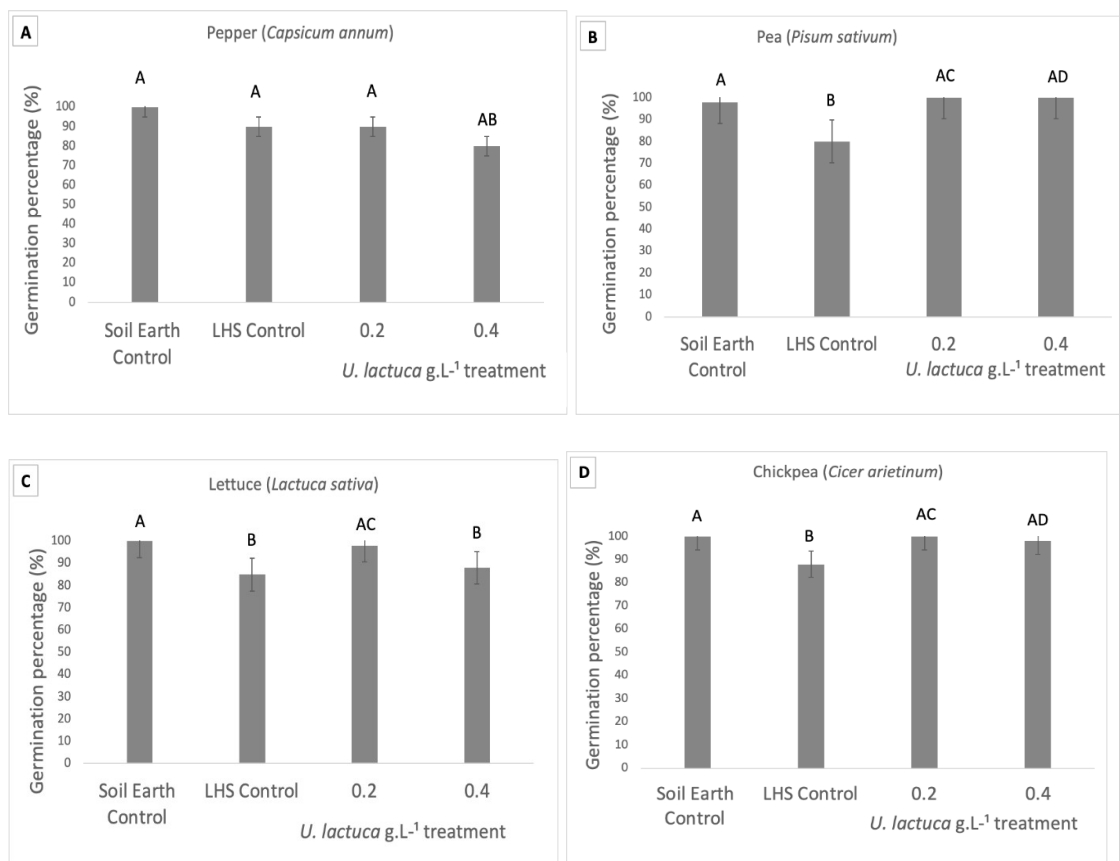 A
Pepper (Capsicum annum)
A
A
A
AB
Germination percentage (%)
100
90
80
70
60
50
40
30
20
10
0
Soil Earth
Control
LHS Control
0.2
0.4
U. lactuca g.L-¹ treatment
B
Pea (Pisum sativum)
A
B
AC
AD
Germination percentage (%)
100
90
80
70
60
50
40
30
20
10
0
Soil Earth
Control
LHS Control
0.2
0.4
U. lactuca g.L-¹ treatment
C
Lettuce (Lactuca sativa)
A
B
AC
B
Germination percentage (%)
100
90
80
70
60
50
40
30
20
10
0
Soil Earth
Control
LHS Control
0.2
0.4
U. lactuca g.L-¹ treatment
D
Chickpea (Cicer arietinum)
A
B
AC
AD
Germination percentage (%)
100
90
80
70
60
50
40
30
20
10
0
Soil Earth
Control
LHS Control
0.2
0.4
U. lactuca g.L-¹ treatment